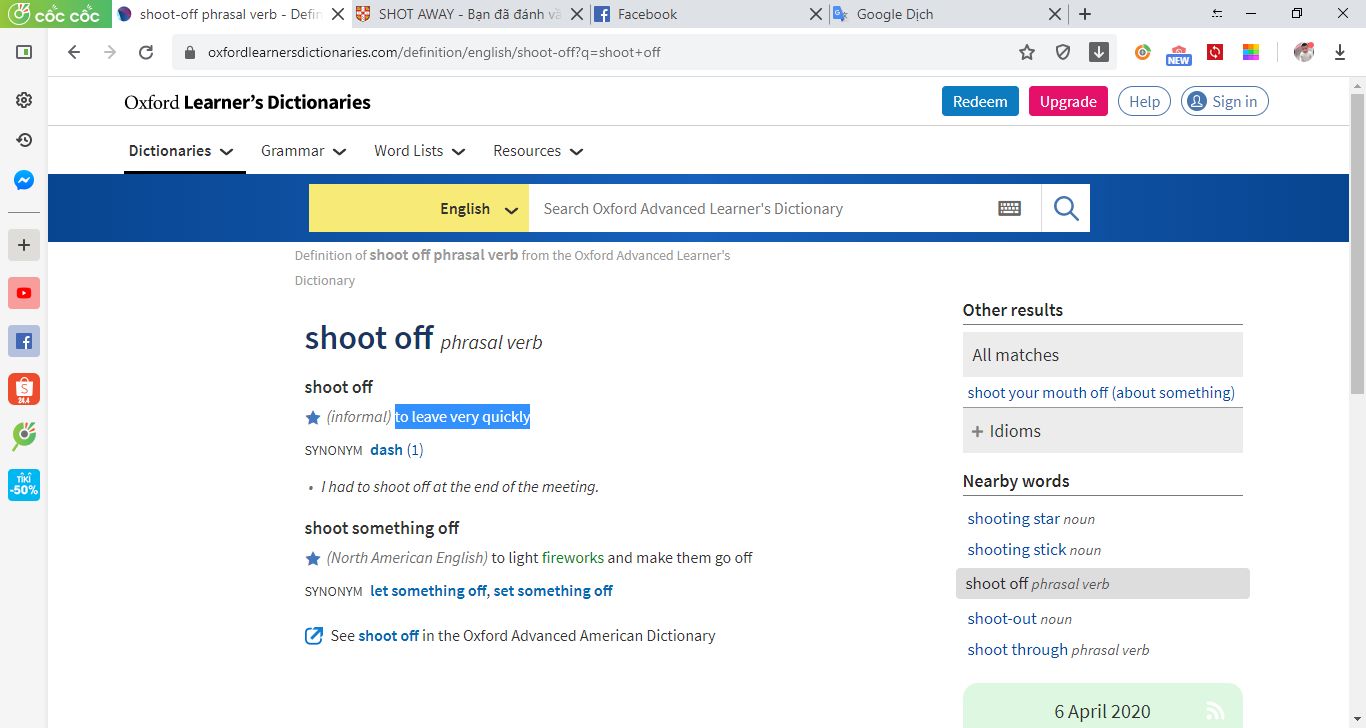 cốc cốc
shoot-off phrasal verb - Defin
SHOT AWAY - Bạn đã đánh vầ
Facebook
Google Dịch
oxfordlearnersdictionaries.com/definition/english/shoot-off?q=shoot+off
NEW
Oxford Learner's Dictionaries
Redeem
Upgrade
Help
Sign in
Dictionaries
Grammar
Word Lists
Resources
English
Search Oxford Advanced Learner's Dictionary
Definition of shoot off phrasal verb from the Oxford Advanced Learner's
Dictionary
shoot off phrasal verb
shoot off
(informal) to leave very quickly
SYNONYM dash (1)
• I had to shoot off at the end of the meeting.
shoot something off
(North American English) to light fireworks and make them go off
SYNONYM let something off, set something off
See shoot off in the Oxford Advanced American Dictionary
Other results
All matches
shoot your mouth off (about something)
+ Idioms
Nearby words
shooting star noun
shooting stick noun
shoot off phrasal verb
shoot-out noun
shoot through phrasal verb
6 April 2020
24.4
TIKI
-50%